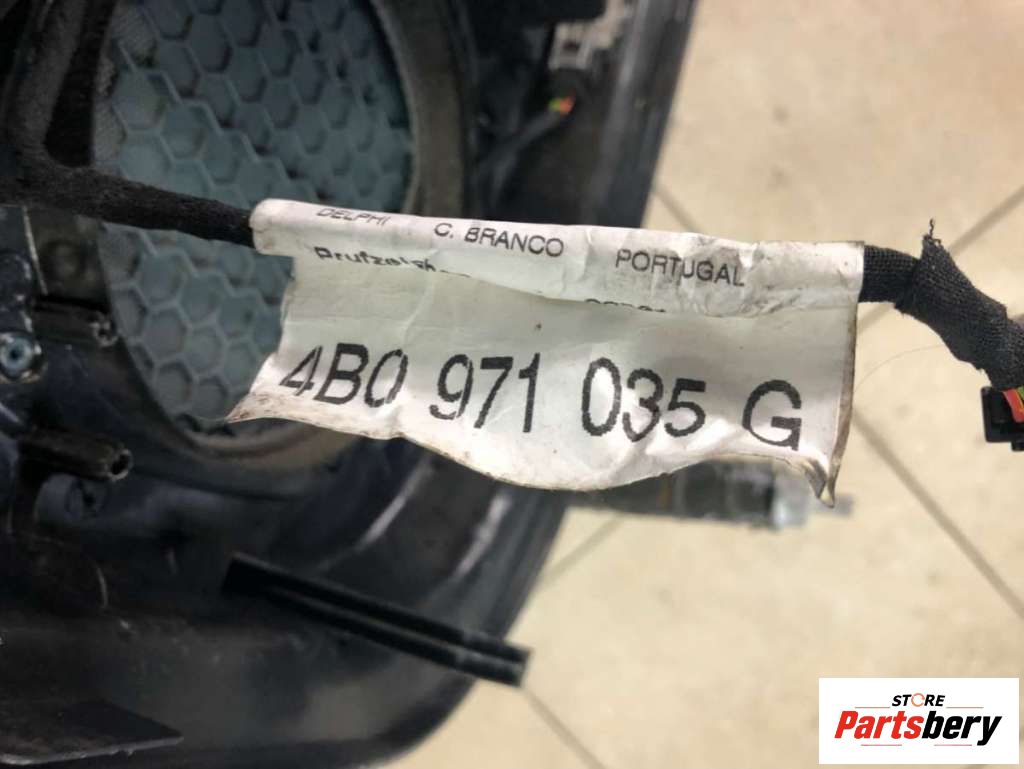 DELPHI C. BRANCO PORTUGAL
4B0 971 035 G
STORE
Partsbery